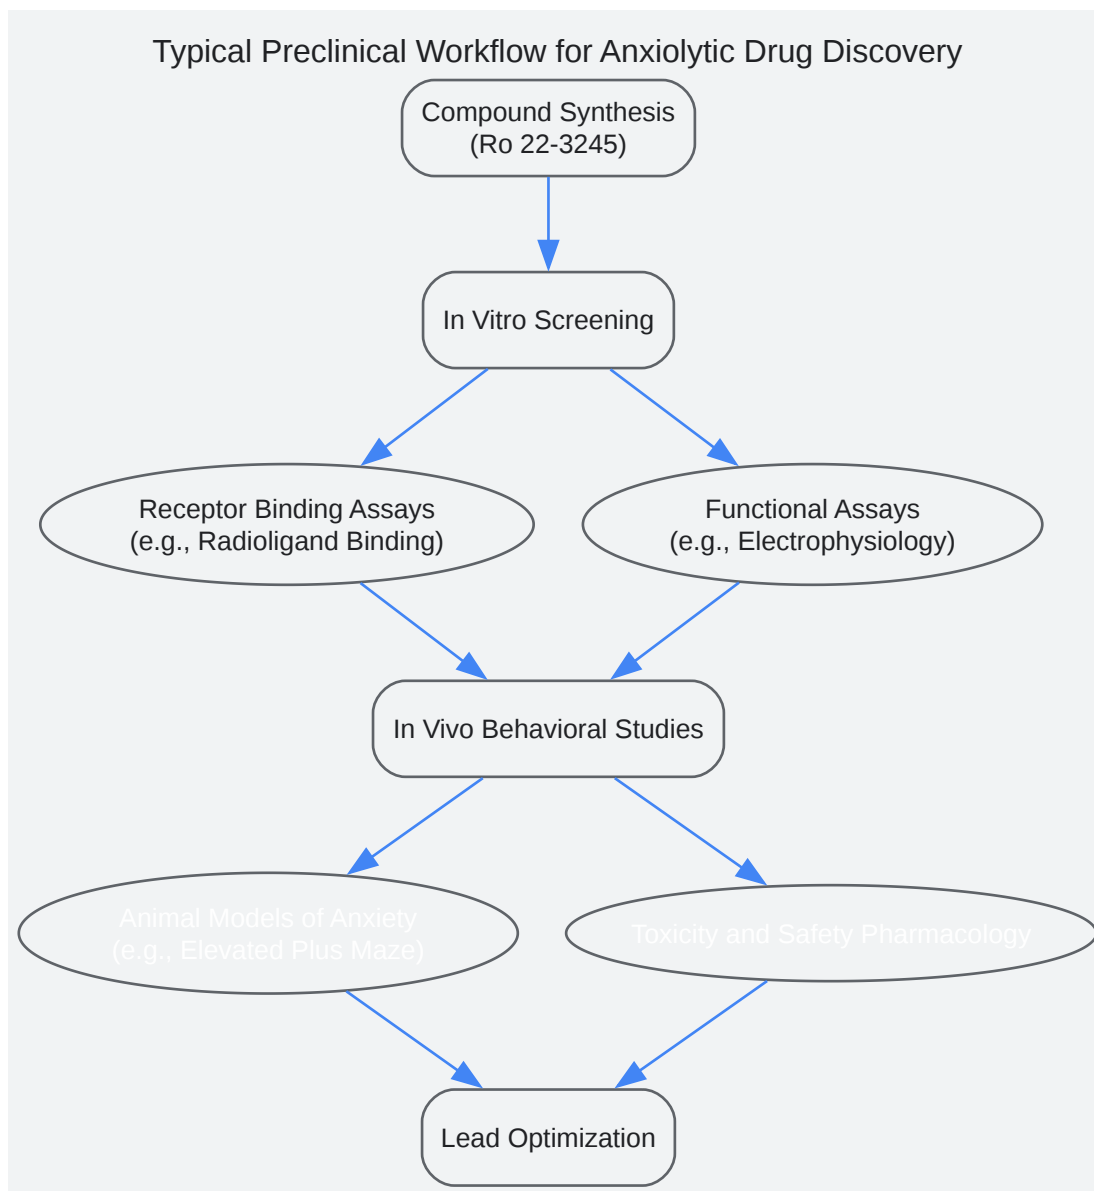 Typical Preclinical Workflow for Anxiolytic Drug Discovery
Compound Synthesis
(Ro 22-3245)
In Vitro Screening
Receptor Binding Assays
(e.g., Radioligand Binding)
Functional Assays
(e.g., Electrophysiology)
In Vivo Behavioral Studies
Animal Models of Anxiety
(e.g., Elevated Plus Maze)
Toxicity and Safety Pharmacology
Lead Optimization